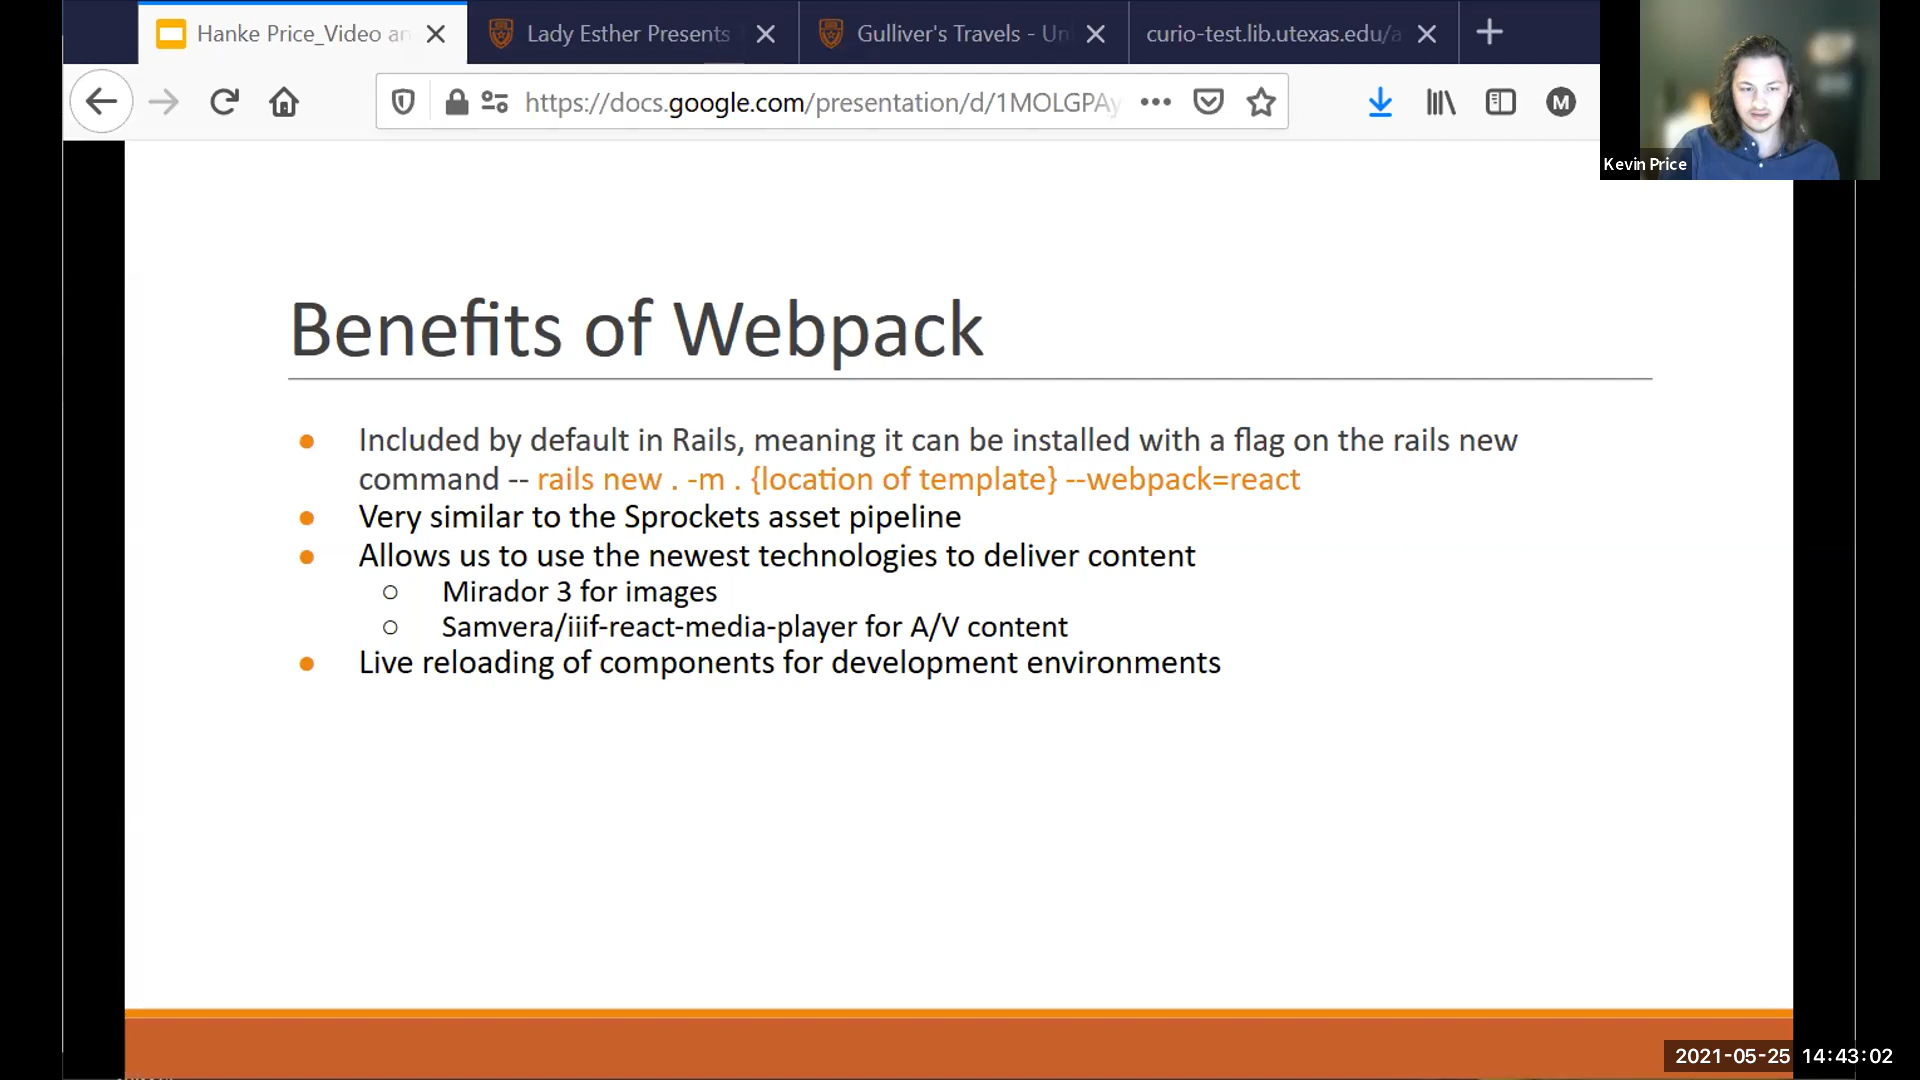 Hanke Price_Video an
Lady Esther Presents
Gulliver's Travels - Un
curio-test.lib.utexas.edu/a
https://docs.google.com/presentation/d/1MOLGPAy
M
Kevin Price
Benefits of Webpack
Included by default in Rails, meaning it can be installed with a flag on the rails new
command -- rails new . -m . {location of template} --webpack=react
Very similar to the Sprockets asset pipeline
Allows us to use the newest technologies to deliver content
Mirador 3 for images
Samvera/iiif-react-media-player for A/V content
Live reloading of components for development environments
2021-05-25 14:43:02